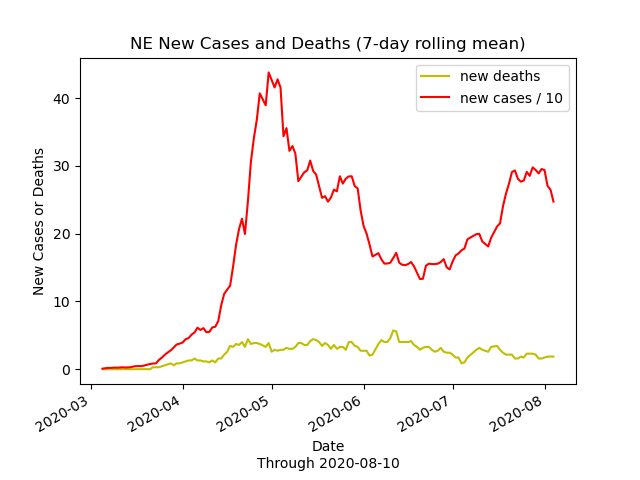 NE New Cases and Deaths (7-day rolling mean)
new deaths
new cases / 10
New Cases or Deaths
40
30
20
10
0
2020-03
2020-04
2020-05
2020-06
2020-07
2020-08
Date
Through 2020-08-10